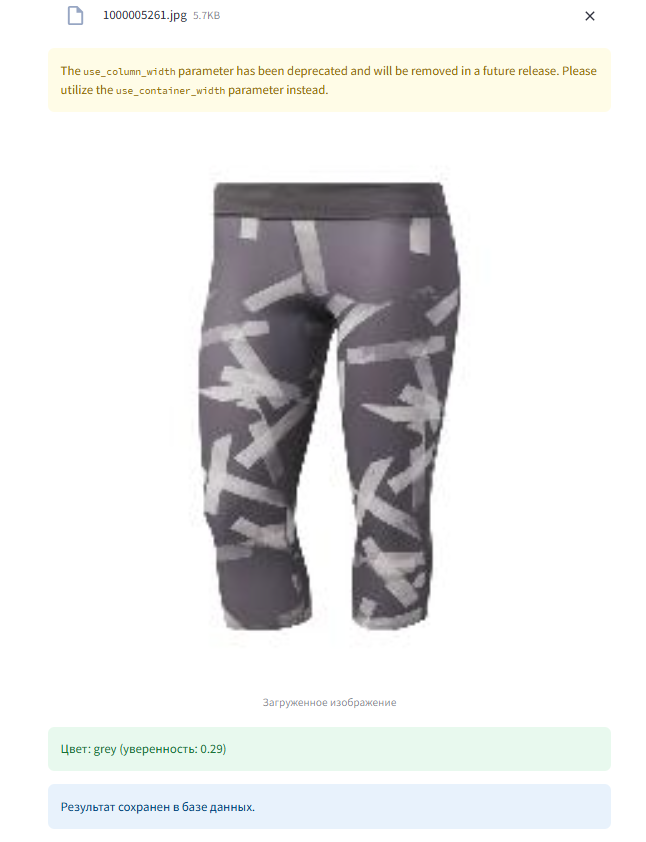 1000005261.jpg 5.7KB
The use_column_width parameter has been deprecated and will be removed in a future release. Please
utilize the use_container_width parameter instead.
Загруженное изображение
Цвет: grey (уверенность: 0.29)
Результат сохранен в базе данных.